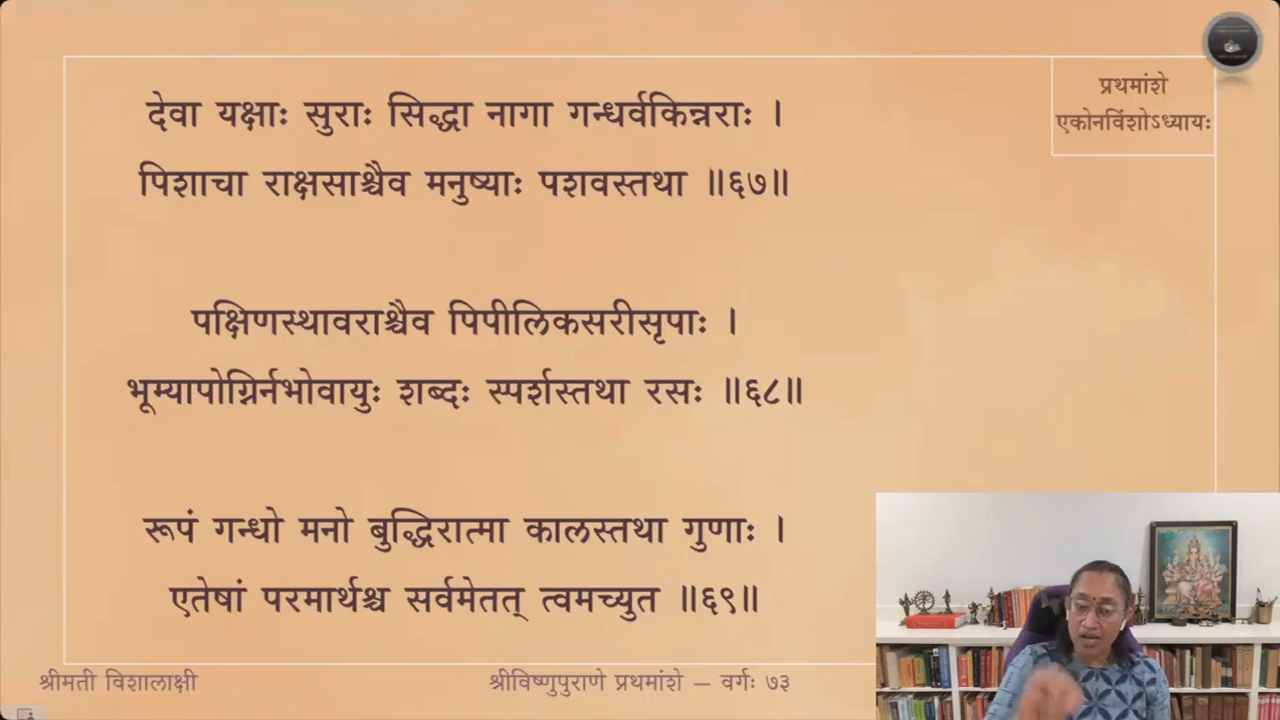 प्रथमांशे
एकोनविंशोऽध्यायः
देवा यक्षाः सुराः सिद्धा नागा गन्धर्वकिन्नराः ।
पिशाचा राक्षसाश्चैव मनुष्याः पशवस्तथा ॥६७॥
पक्षिणस्थावराश्चैव पिपीलिकसरीसृपाः ।
भूम्यापोग्निर्नभोवायुः शब्दः स्पर्शस्तथा रसः ॥६८॥
रूपं गन्धो मनो बुद्धिरात्मा कालस्तथा गुणाः ।
एतेषां परमार्थश्च सर्वमेतत् त्वमच्युत ॥६९॥
श्रीमती विशालाक्षी
श्रीविष्णुपुराणे प्रथमांशे – वर्गः ७३